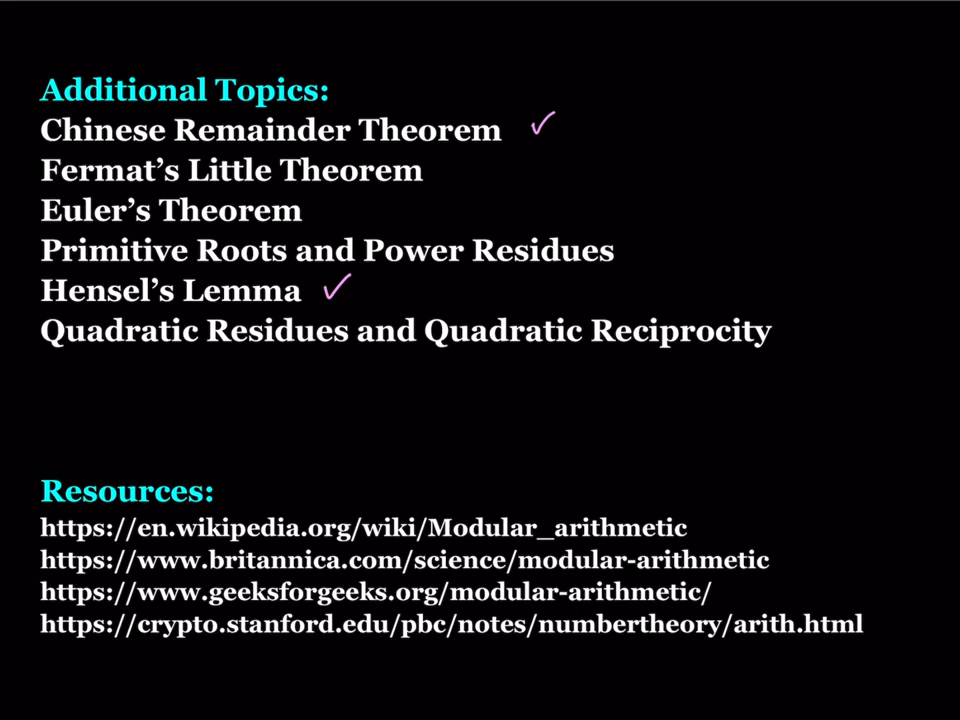 Additional Topics:
Chinese Remainder Theorem ✓
Fermat’s Little Theorem
Euler’s Theorem
Primitive Roots and Power Residues
Hensel’s Lemma ✓
Quadratic Residues and Quadratic Reciprocity
Resources:
https://en.wikipedia.org/wiki/Modular_arithmetic
https://www.britannica.com/science/modular-arithmetic
https://www.geeksforgeeks.org/modular-arithmetic/
https://crypto.stanford.edu/pbc/notes/numbertheory/arith.html